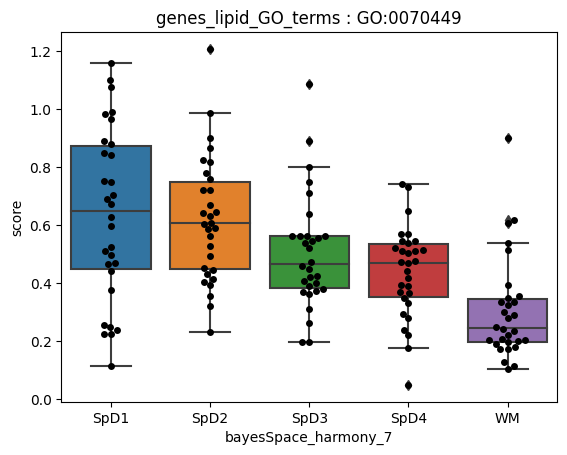 genes_lipid_GO_terms : GO:0070449
score
1.2
1.0
0.8
0.6
0.4
0.2
0.0
SpD1 SpD2 SpD3 SpD4 WM
bayesSpace_harmony_7